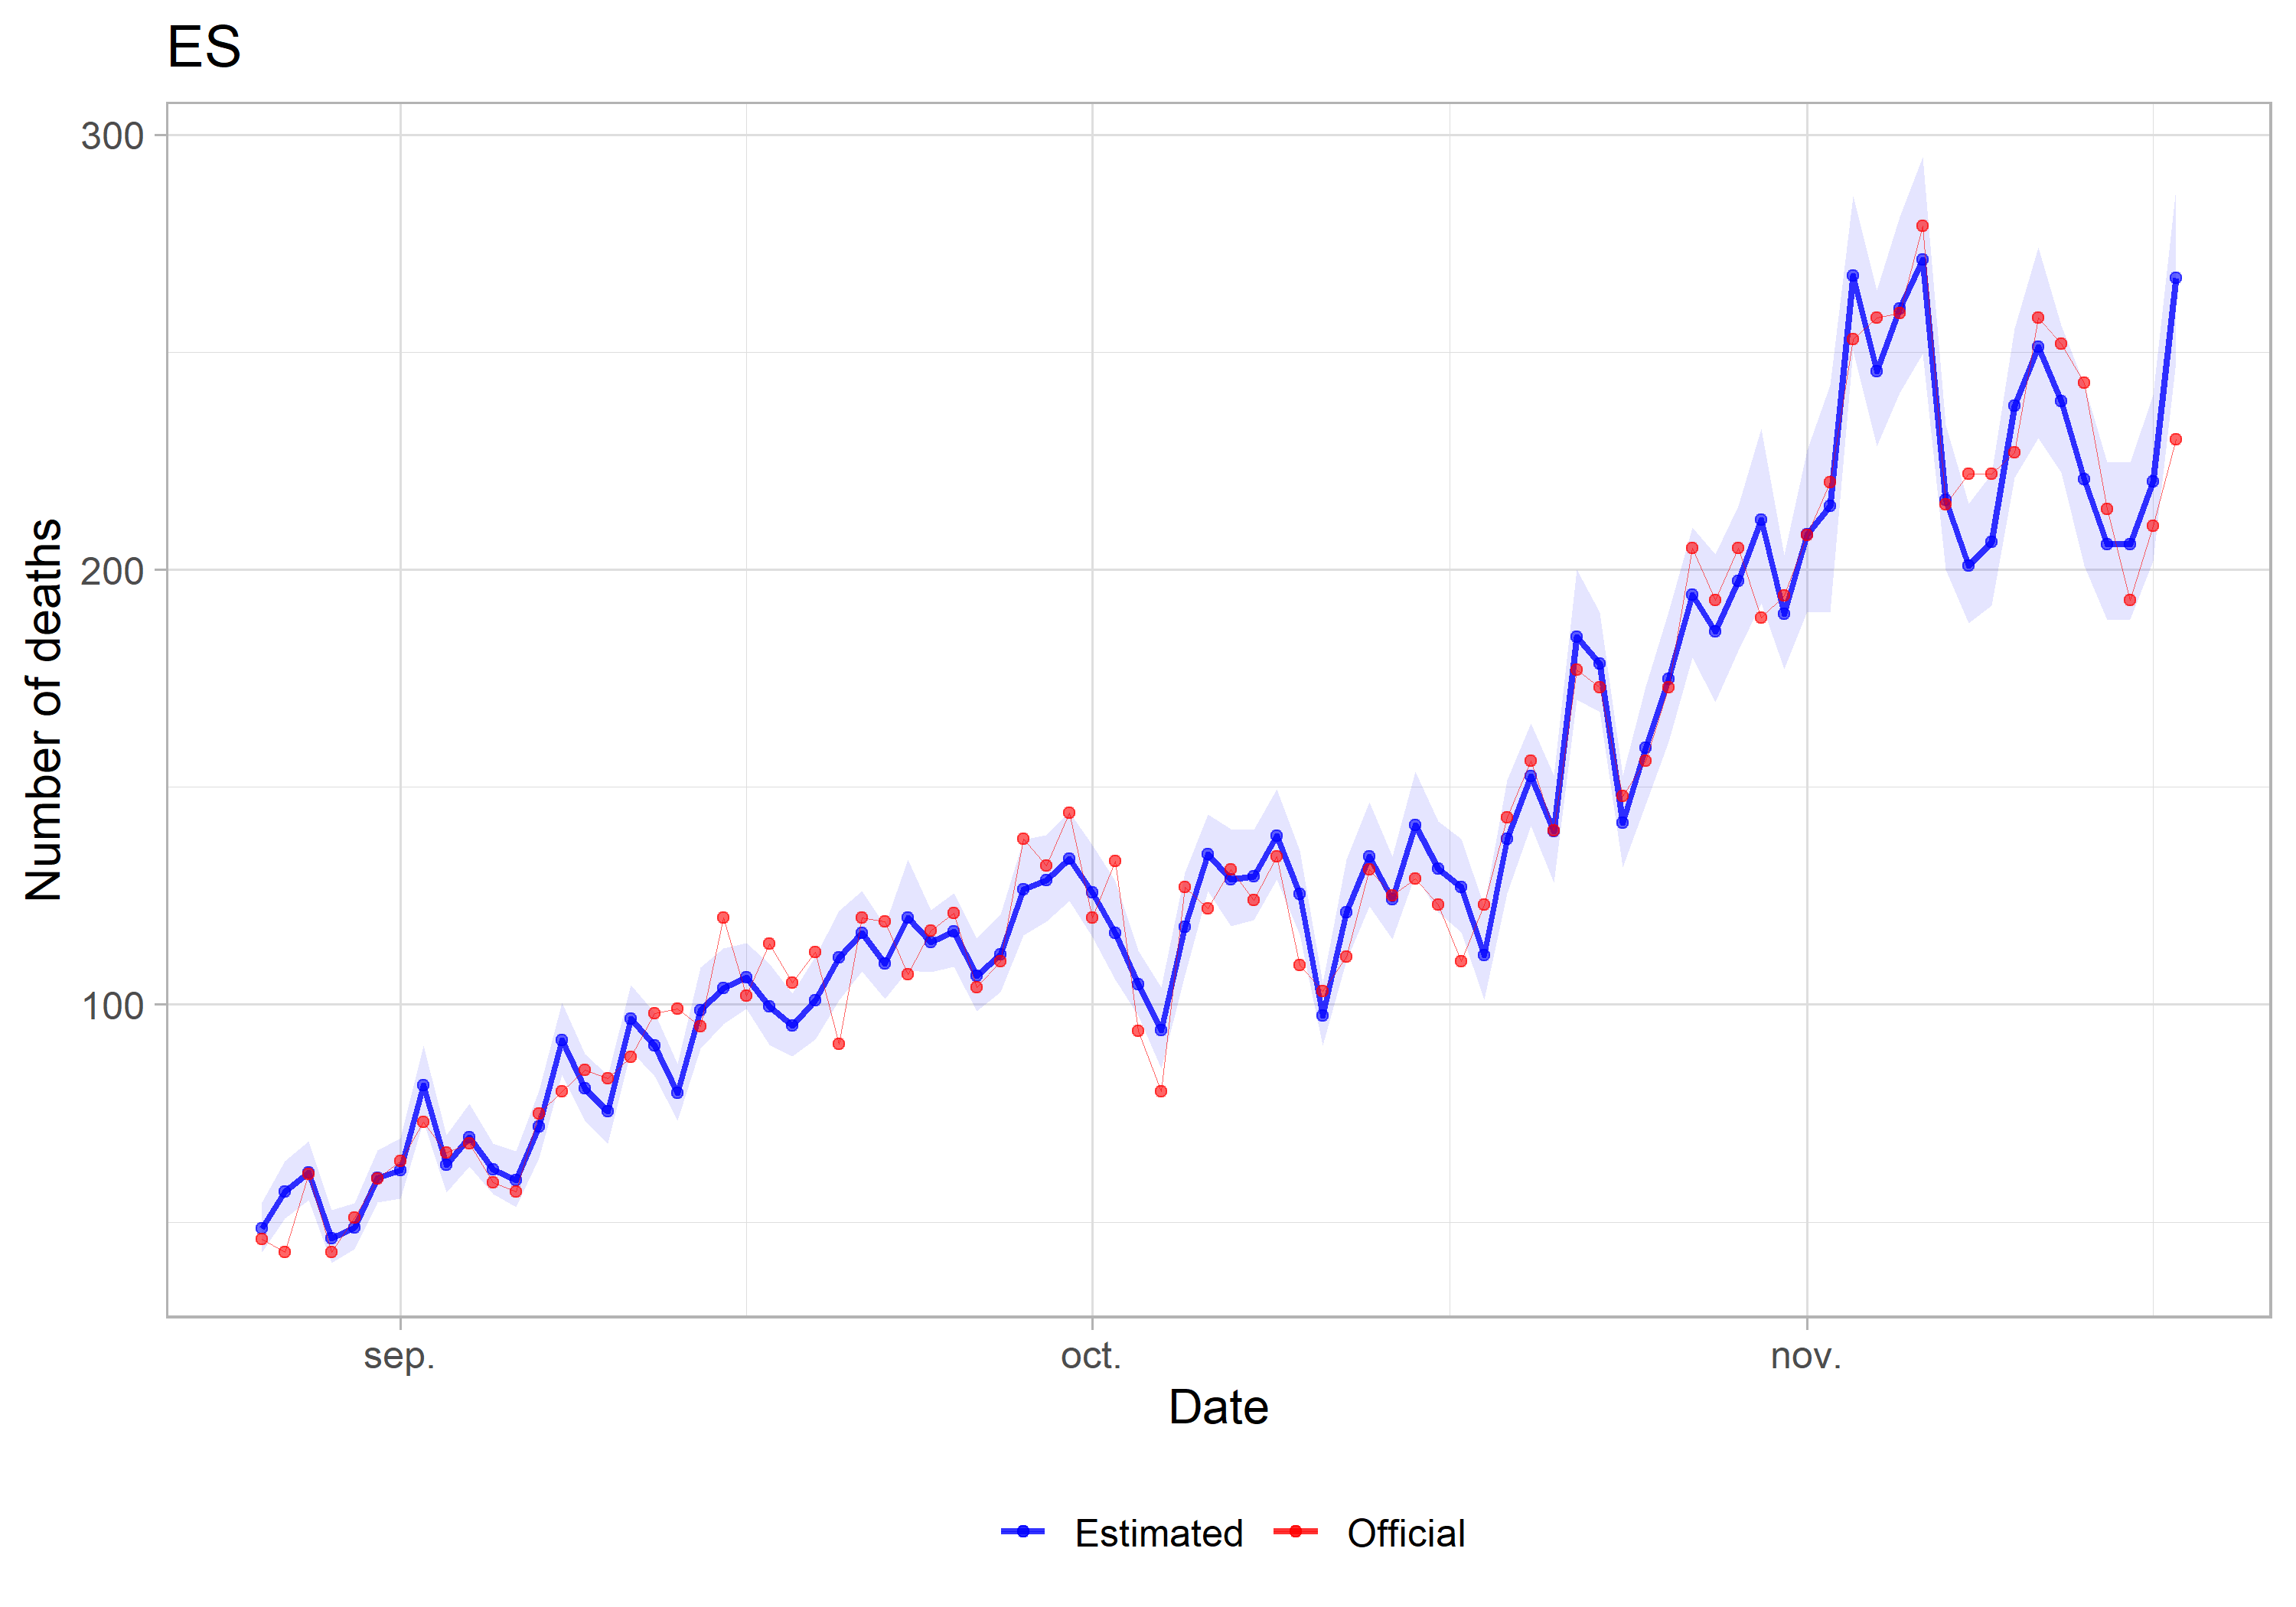 ES
300
200
100
Number of deaths
sep.
oct.
nov.
Date
Estimated
Official